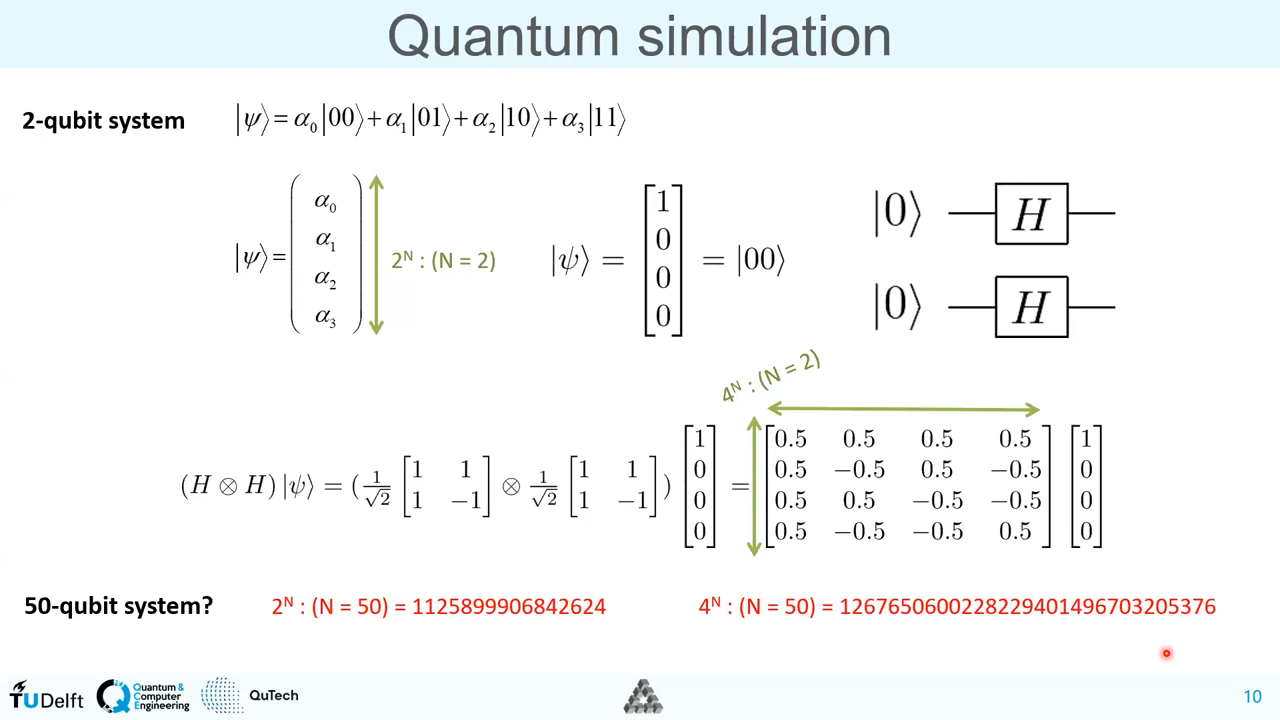 Quantum simulation
2-qubit system
|ψ⟩ = α₀|00⟩ + α₁|01⟩ + α₂|10⟩ + α₃|11⟩
|ψ⟩ =
α₀
α₁
α₂
α₃
2ᴺ : (N = 2)
|ψ⟩ =
1
0
0
0
= |00⟩
|0⟩ H
|0⟩ H
4ᴺ : (N = 2)
(H ⊗ H) |ψ⟩ = ( 1/√2 [1 1; 1 −1] ⊗ 1/√2 [1 1; 1 −1] )
1
0
0
0
=
0.5 0.5 0.5 0.5
0.5 −0.5 0.5 −0.5
0.5 0.5 −0.5 −0.5
0.5 −0.5 −0.5 0.5
1
0
0
0
50-qubit system?
2ᴺ : (N = 50) = 1125899906842624
4ᴺ : (N = 50) = 1267650600228229401496703205376
TUDelft
Quantum &
Computer
Engineering
QuTech
10